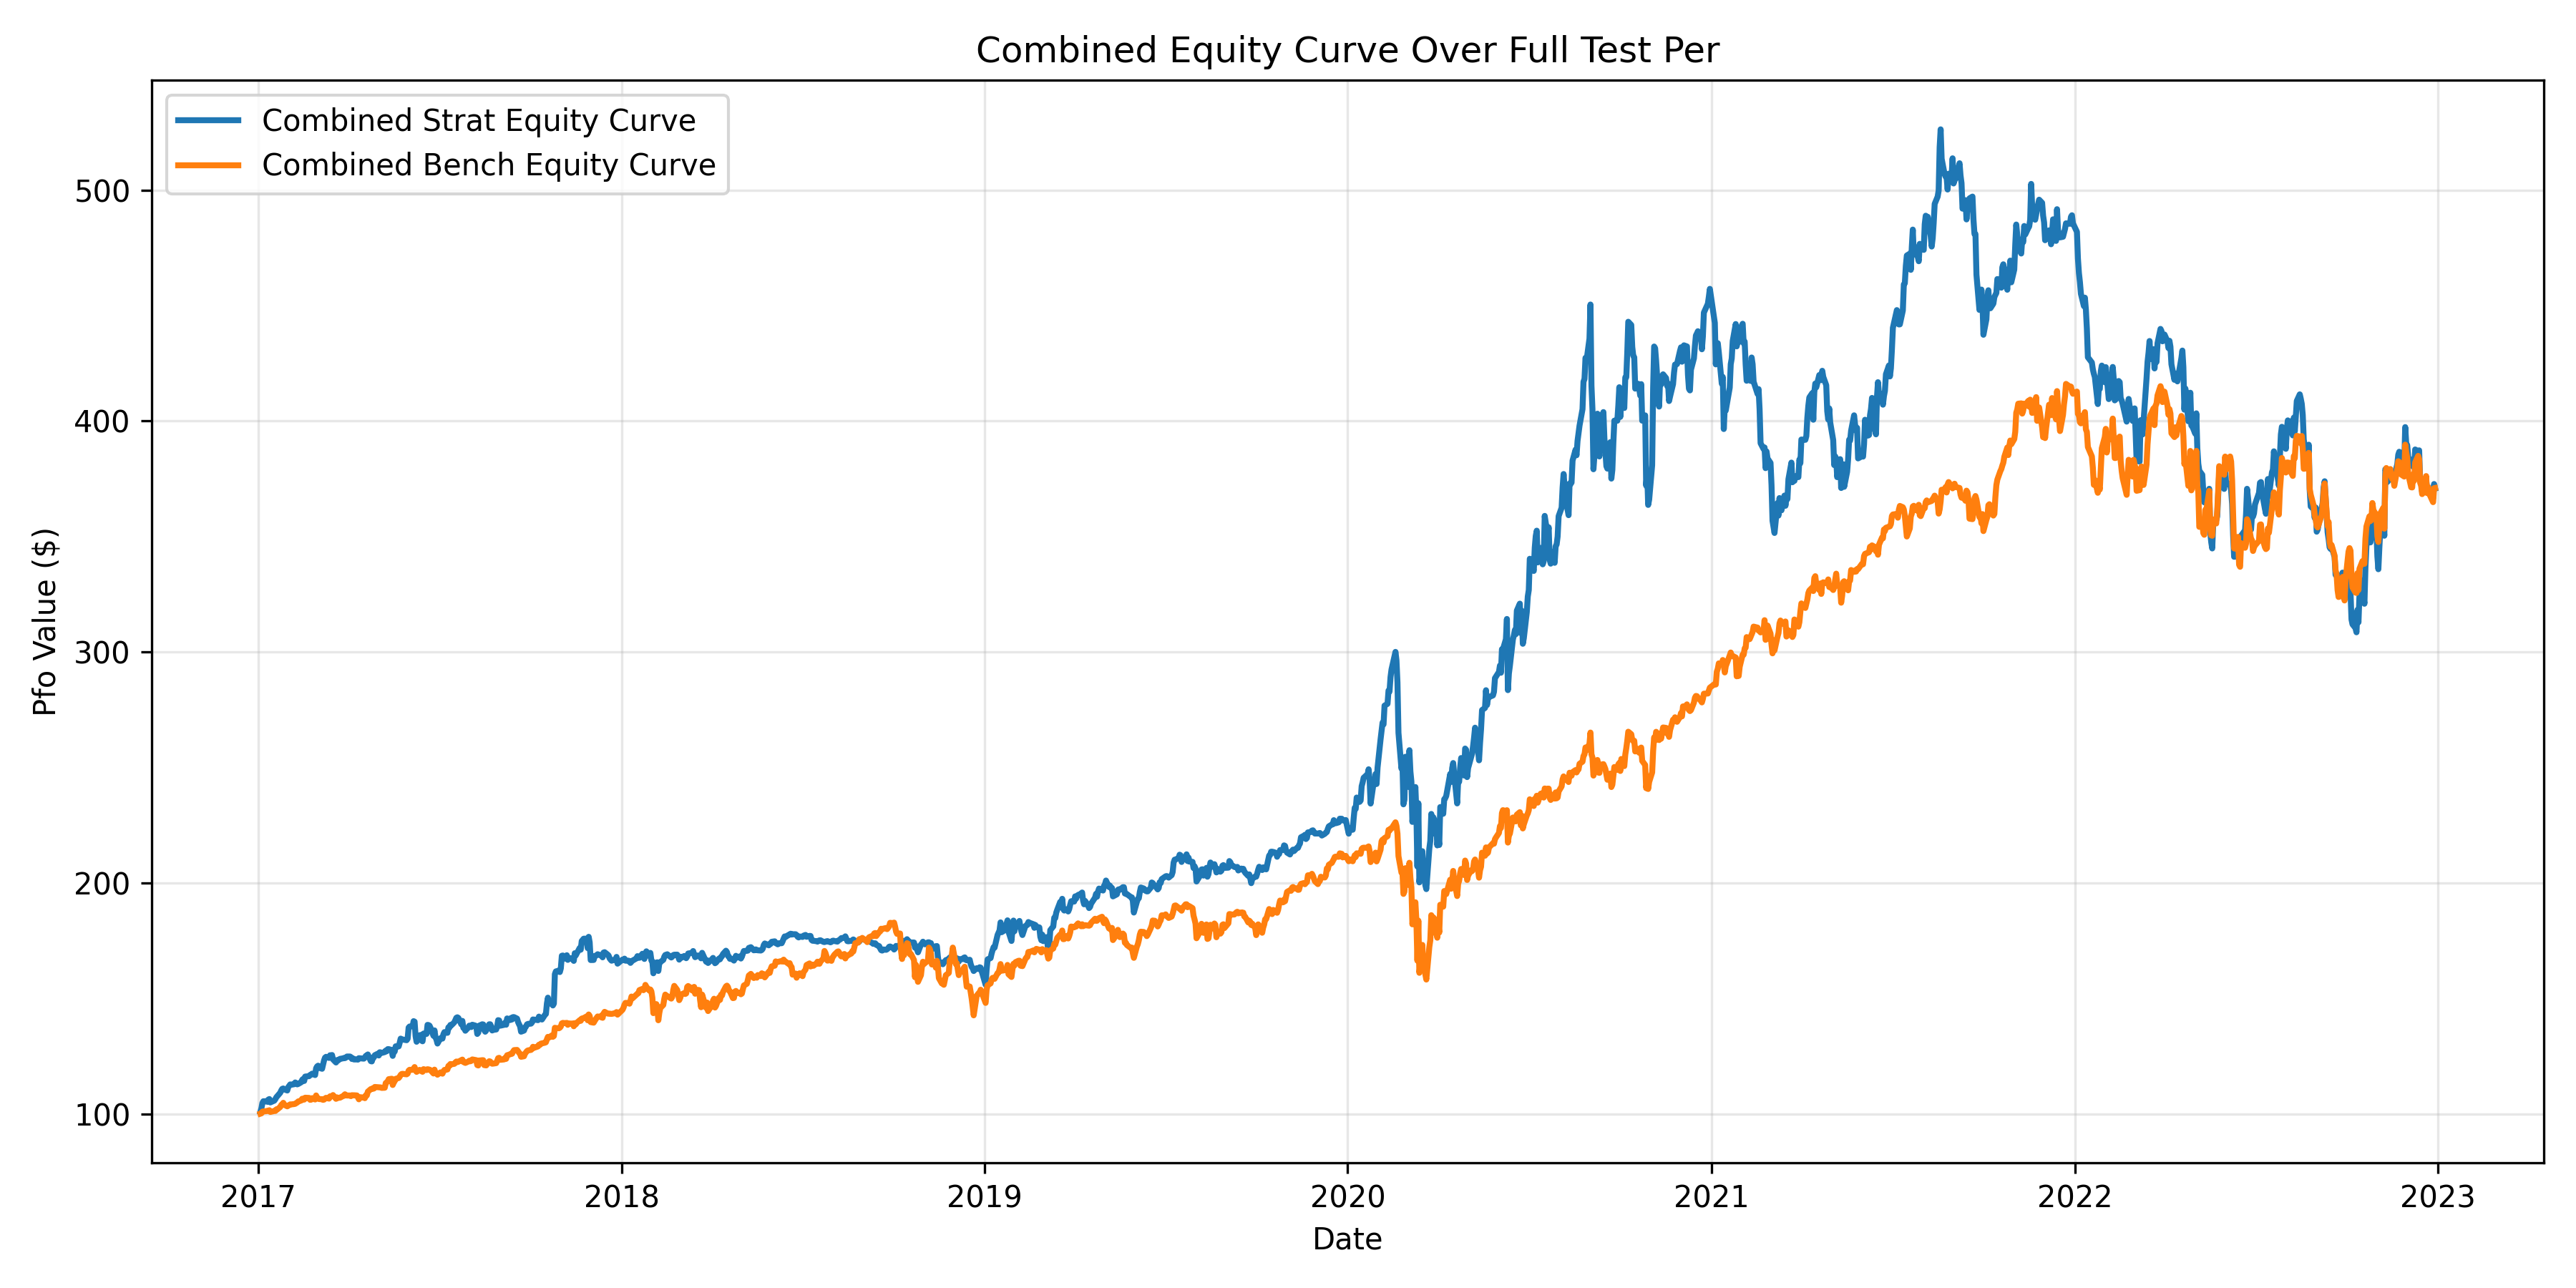 Combined Equity Curve Over Full Test Per
Combined Strat Equity Curve
Combined Bench Equity Curve
Pfo Value ($)
500
400
300
200
100
2017 2018 2019 2020 2021 2022 2023
Date